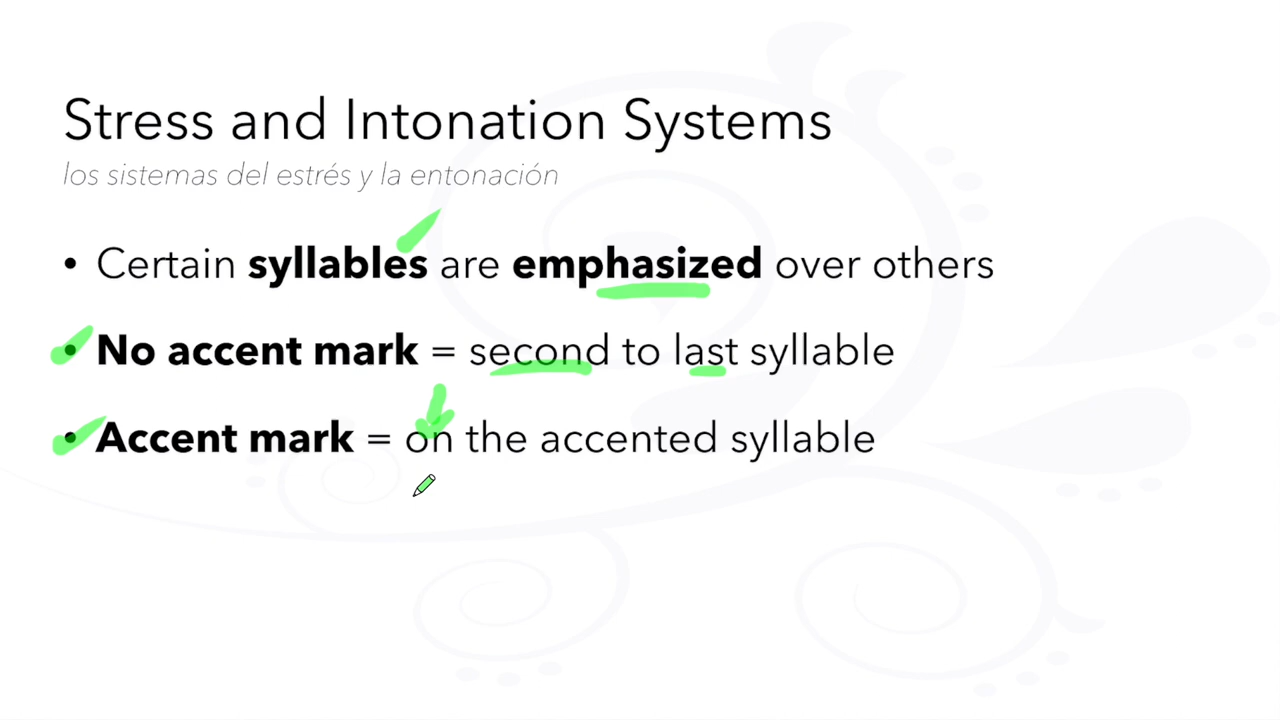 Stress and Intonation Systems
los sistemas del estrés y la entonación
• Certain syllables are emphasized over others
• No accent mark = second to last syllable
• Accent mark = on the accented syllable